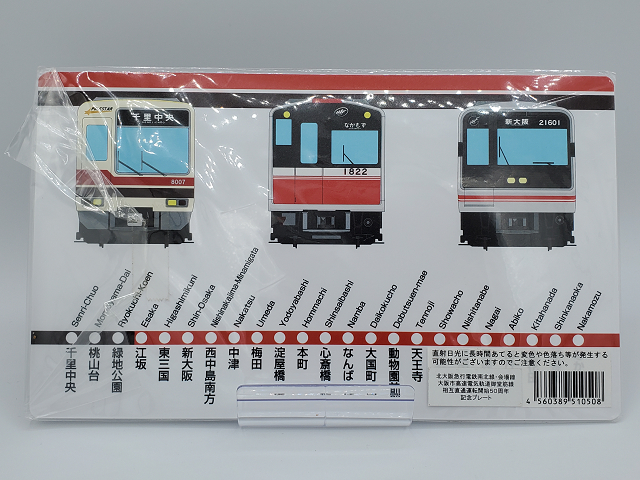 POLESTAR
千里中央
8007
なかもず
1822
新大阪 21601
Senri-Chuo
Momoyama-Dai
Ryokuchi-Koen
Esaka
Higashimikuni
Shin-Osaka
Nishinakajima-Minamigata
Nakatsu
Umeda
Yodoyabashi
Hommachi
Shinsaibashi
Namba
Daikokucho
Dobutsuen-mae
Tennoji
Showacho
Nishitanabe
Nagai
Abiko
Kitahanada
Shinkanaoka
Nakamozu
千里中央
桃山台
緑地公園
江坂
東三国
新大阪
西中島南方
中津
梅田
淀屋橋
本町
心斎橋
なんば
大国町
動物園前
天王寺
直射日光に長時間あてると変色や色落ち等が発生する
可能性がございますのでご注意ください。
北大阪急行電鉄南北線・会場線
大阪市高速電気軌道御堂筋線
相互直通運転開始50周年
記念プレート
4 560389 510508